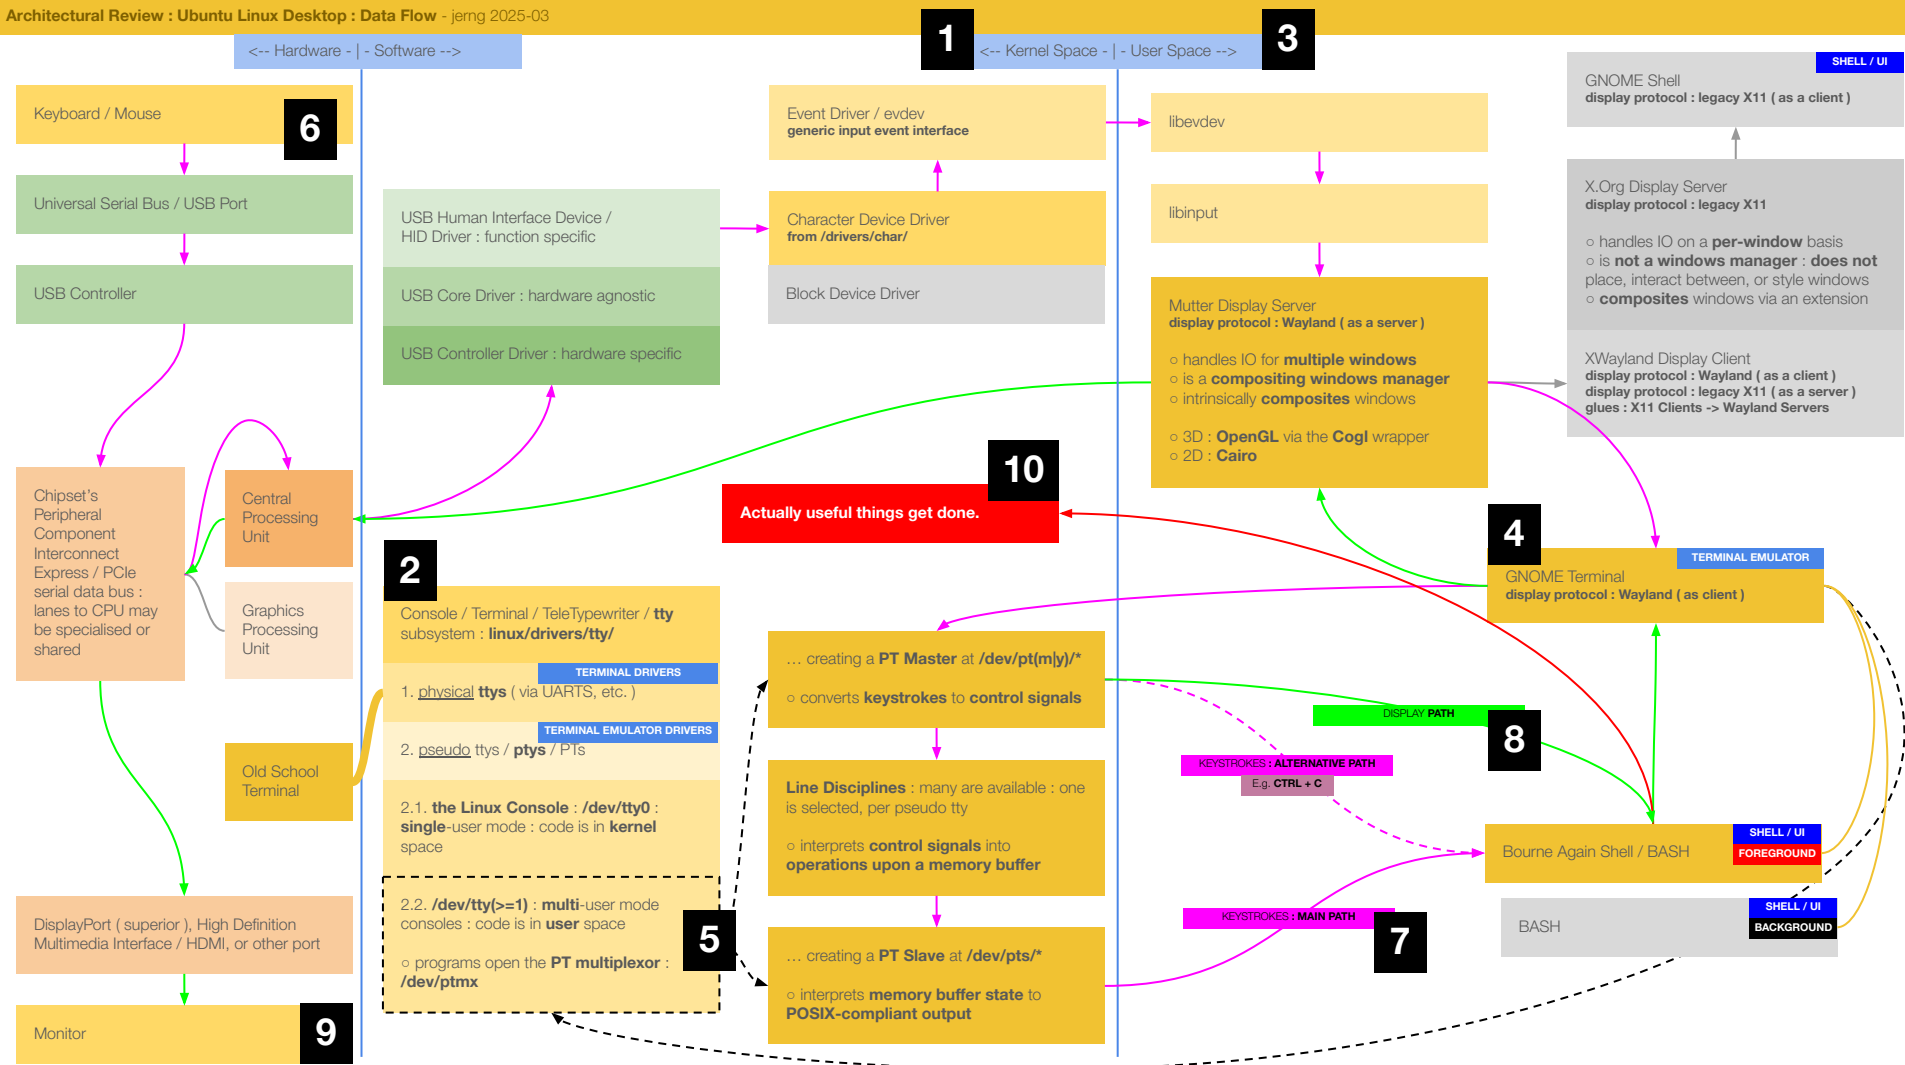 Architectural Review : Ubuntu Linux Desktop : Data Flow - jerng 2025-03
<-- Hardware - | - Software -->
1
<-- Kernel Space - | - User Space -->
3
Keyboard / Mouse
6
Universal Serial Bus / USB Port
USB Controller
Chipset's
Peripheral
Component
Interconnect
Express / PCIe
serial data bus :
lanes to CPU may
be specialised or
shared
Central
Processing
Unit
Graphics
Processing
Unit
Old School
Terminal
DisplayPort ( superior ), High Definition
Multimedia Interface / HDMI, or other port
Monitor
9
USB Human Interface Device /
HID Driver : function specific
USB Core Driver : hardware agnostic
USB Controller Driver : hardware specific
2
Console / Terminal / TeleTypewriter / tty
subsystem : linux/drivers/tty/
TERMINAL DRIVERS
1. physical ttys ( via UARTS, etc. )
TERMINAL EMULATOR DRIVERS
2. pseudo ttys / ptys / PTs
2.1. the Linux Console : /dev/tty0 :
single-user mode : code is in kernel
space
2.2. /dev/tty(>=1) : multi-user mode
consoles : code is in user space
○ programs open the PT multiplexor :
/dev/ptmx
5
Event Driver / evdev
generic input event interface
Character Device Driver
from /drivers/char/
Block Device Driver
10
Actually useful things get done.
… creating a PT Master at /dev/pt(m|y)/*
○ converts keystrokes to control signals
Line Disciplines : many are available : one
is selected, per pseudo tty
○ interprets control signals into
operations upon a memory buffer
… creating a PT Slave at /dev/pts/*
○ interprets memory buffer state to
POSIX-compliant output
libevdev
libinput
Mutter Display Server
display protocol : Wayland ( as a server )
○ handles IO for multiple windows
○ is a compositing windows manager
○ intrinsically composites windows
○ 3D : OpenGL via the Cogl wrapper
○ 2D : Cairo
SHELL / UI
GNOME Shell
display protocol : legacy X11 ( as a client )
X.Org Display Server
display protocol : legacy X11
○ handles IO on a per-window basis
○ is not a windows manager : does not
place, interact between, or style windows
○ composites windows via an extension
XWayland Display Client
display protocol : Wayland ( as a client )
display protocol : legacy X11 ( as a server )
glues : X11 Clients -> Wayland Servers
4
TERMINAL EMULATOR
GNOME Terminal
display protocol : Wayland ( as client )
DISPLAY PATH
8
KEYSTROKES : ALTERNATIVE PATH
E.g. CTRL + C
KEYSTROKES : MAIN PATH
7
SHELL / UI
Bourne Again Shell / BASH
FOREGROUND
SHELL / UI
BASH
BACKGROUND